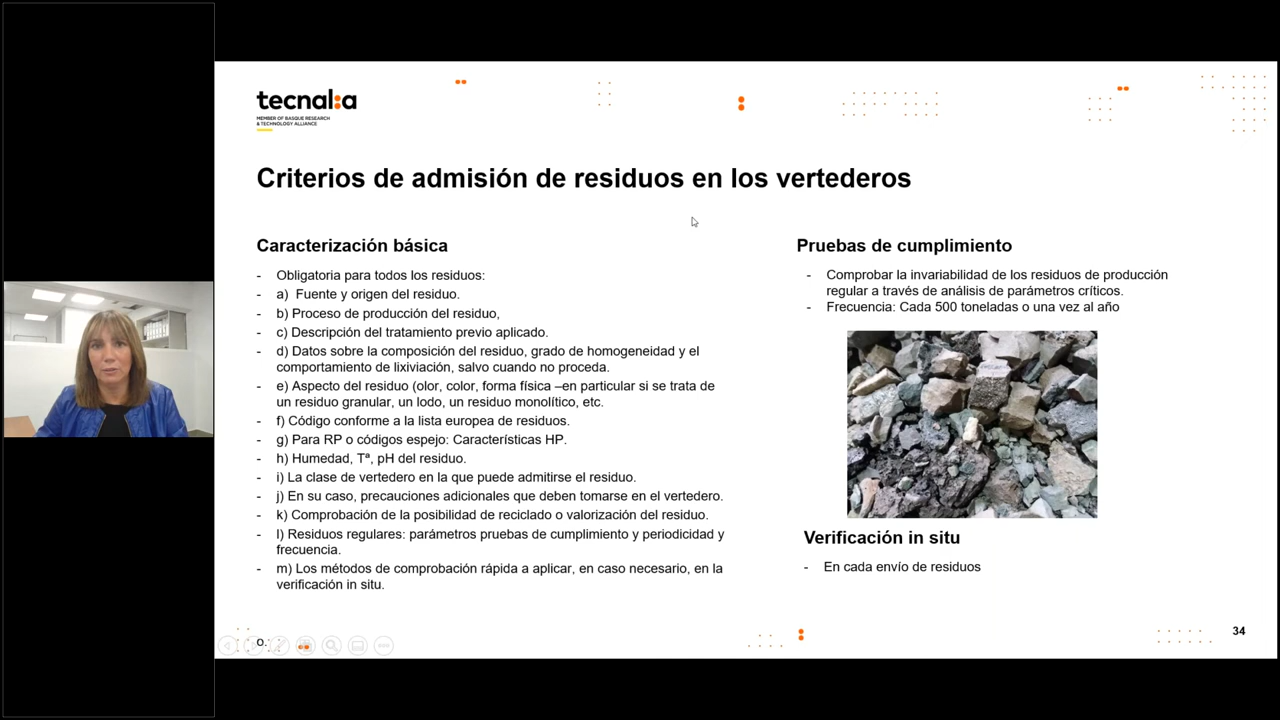 tecnal:a
MEMBER OF BASQUE RESEARCH
& TECHNOLOGY ALLIANCE
Criterios de admisión de residuos en los vertederos
Caracterización básica
- Obligatoria para todos los residuos:
- a) Fuente y origen del residuo.
- b) Proceso de producción del residuo,
- c) Descripción del tratamiento previo aplicado.
- d) Datos sobre la composición del residuo, grado de homogeneidad y el
comportamiento de lixiviación, salvo cuando no proceda.
- e) Aspecto del residuo (olor, color, forma física –en particular si se trata de
un residuo granular, un lodo, un residuo monolítico, etc.
- f) Código conforme a la lista europea de residuos.
- g) Para RP o códigos espejo: Características HP.
- h) Humedad, Tª, pH del residuo.
- i) La clase de vertedero en la que puede admitirse el residuo.
- j) En su caso, precauciones adicionales que deben tomarse en el vertedero.
- k) Comprobación de la posibilidad de reciclado o valorización del residuo.
- l) Residuos regulares: parámetros pruebas de cumplimiento y periodicidad y
frecuencia.
- m) Los métodos de comprobación rápida a aplicar, en caso necesario, en la
verificación in situ.
Pruebas de cumplimiento
- Comprobar la invariabilidad de los residuos de producción
regular a través de análisis de parámetros críticos.
- Frecuencia: Cada 500 toneladas o una vez al año
Verificación in situ
- En cada envío de residuos
O.
34